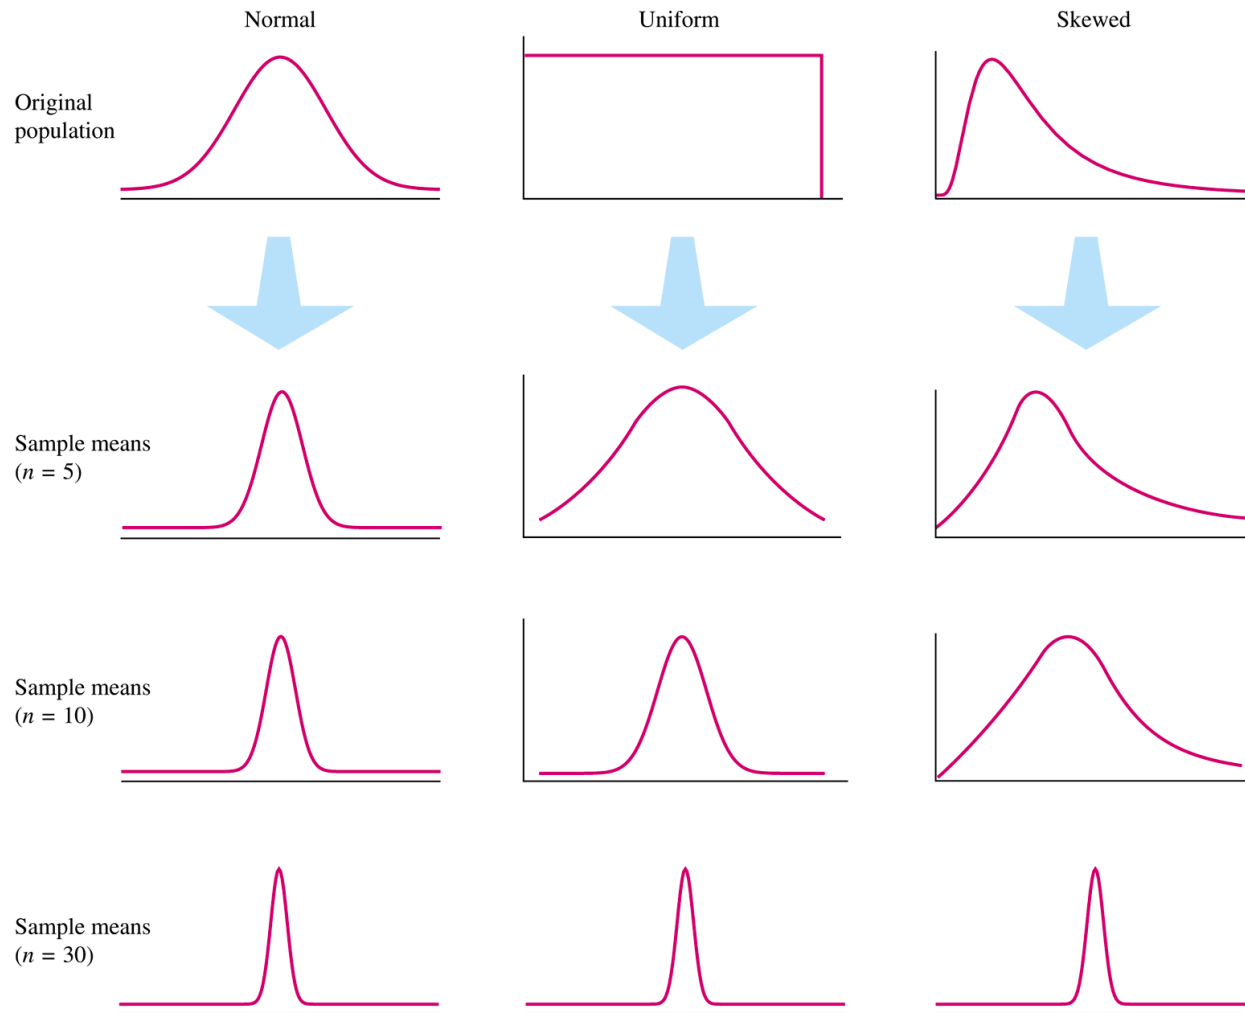 Normal
Uniform
Skewed
Original
population
Sample means
(n = 5)
Sample means
(n = 10)
Sample means
(n = 30)